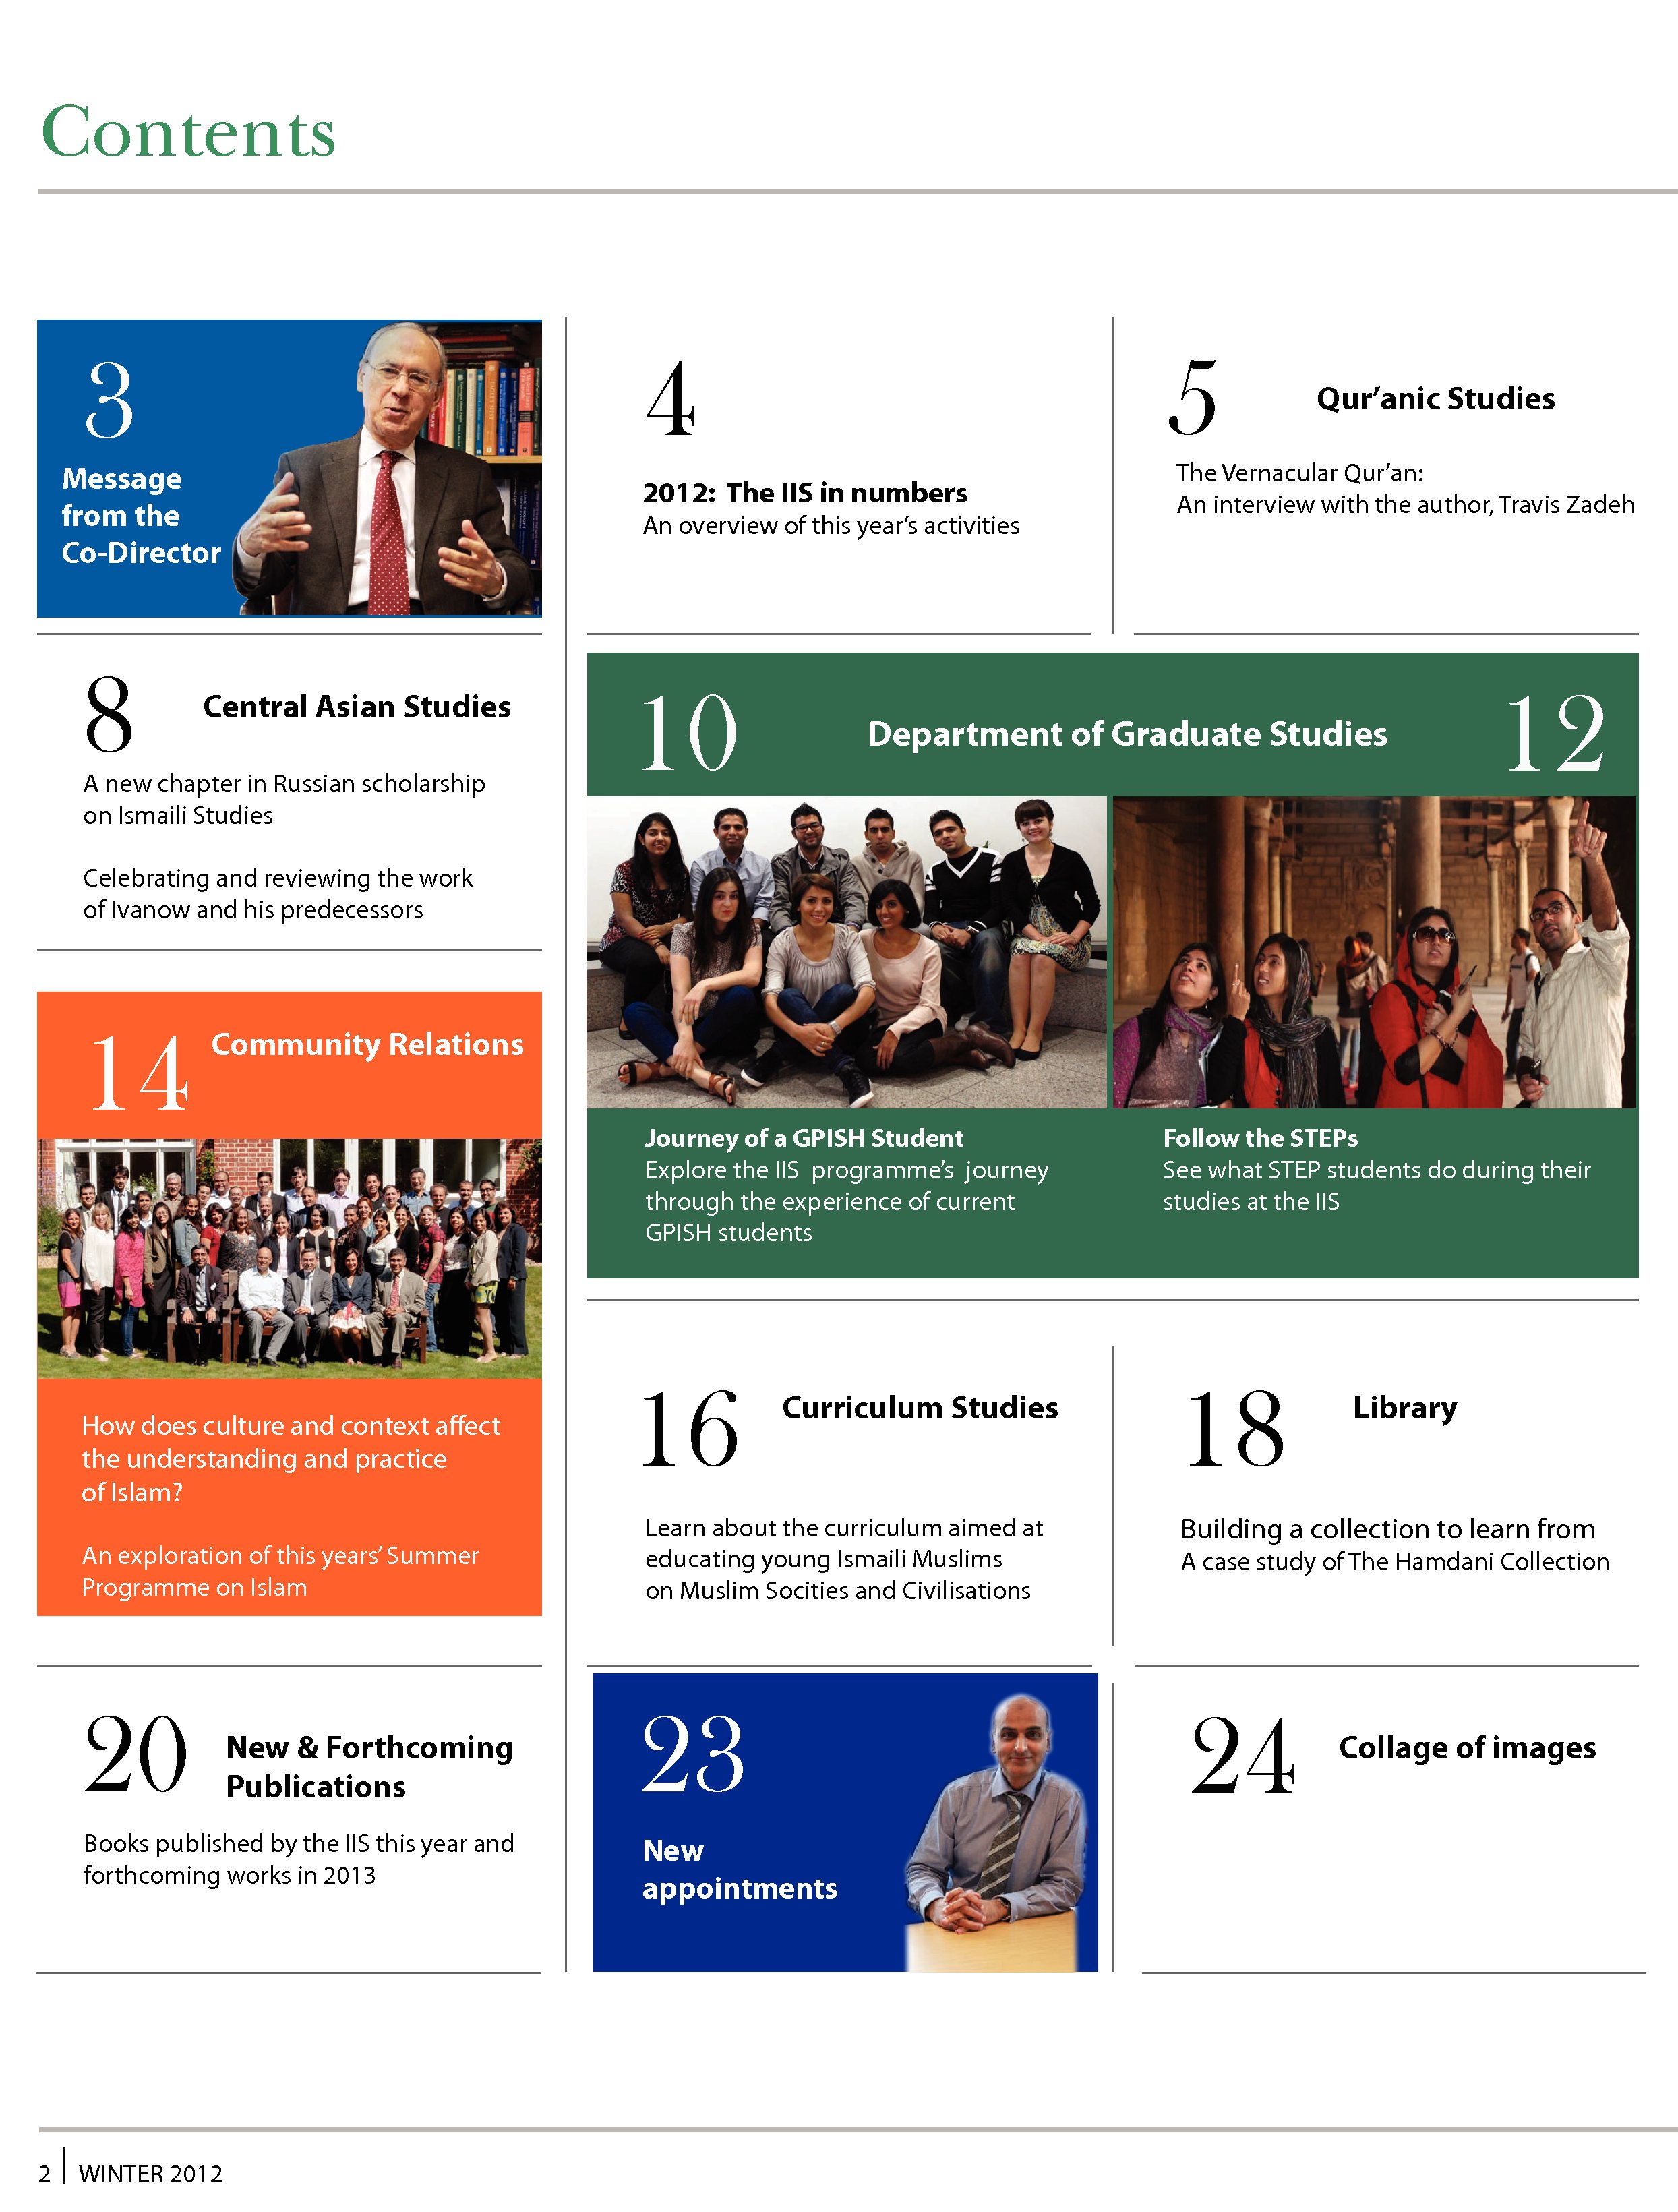 Contents
3
Message
from the
Co-Director
4
2012:  The IIS in numbers
An overview of this year’s activities
5
Qur’anic Studies
The Vernacular Qur’an:
An interview with the author, Travis Zadeh
8
Central Asian Studies
A new chapter in Russian scholarship
on Ismaili Studies
Celebrating and reviewing the work
of Ivanow and his predecessors
10
Department of Graduate Studies
12
Journey of a GPISH Student
Explore the IIS  programme’s  journey
through the experience of current
GPISH students
Follow the STEPs
See what STEP students do during their
studies at the IIS
14
Community Relations
How does culture and context affect
the understanding and practice
of Islam?
An exploration of this years’ Summer
Programme on Islam
16
Curriculum Studies
Learn about the curriculum aimed at
educating young Ismaili Muslims
on Muslim Socities and Civilisations
18
Library
Building a collection to learn from
A case study of The Hamdani Collection
20
New & Forthcoming
Publications
Books published by the IIS this year and
forthcoming works in 2013
23
New
appointments
24
Collage of images
2 | WINTER 2012